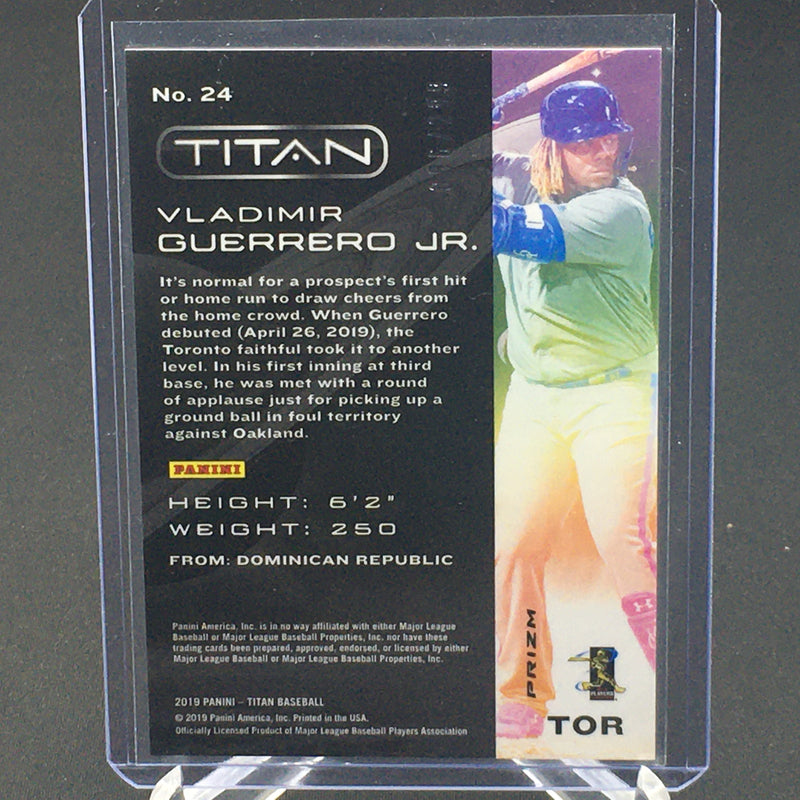 No. 24
TITAN
VLADIMIR
GUERRERO JR.
It's normal for a prospect's first hit
or home run to draw cheers from
the home crowd. When Guerrero
debuted (April 26, 2019), the
Toronto faithful took it to another
level. In his first inning at third
base, he was met with a round
of applause just for picking up a
ground ball in foul territory
against Oakland.
PANINI
HEIGHT: 6'2"
WEIGHT: 250
FROM: DOMINICAN REPUBLIC
Panini America, Inc. is in no way affiliated with either Major League
Baseball or Major League Baseball Properties, Inc. nor have these
trading cards been prepared, approved, endorsed, or licensed by either
Major League Baseball or Major League Baseball Properties, Inc.
2019 PANINI – TITAN BASEBALL
© 2019 Panini America, Inc. Printed in the USA.
Officially Licensed Product of Major League Baseball Players Association
PRIZM
PLAYERS
TOR